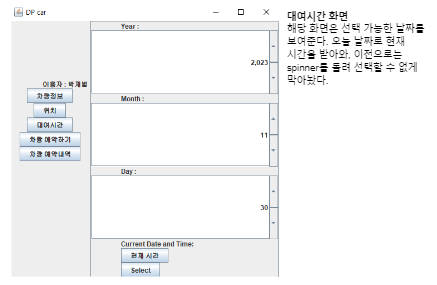 DP car
이용자 : 박재범
차량정보
위치
대여시간
차량 예약하기
차량 예약내역
Year :
2,023
Month :
11
Day :
30
Current Date and Time:
현재 시간
Select
대여시간 화면
해당 화면은 선택 가능한 날짜를
보여준다. 오늘 날짜로 현재
시간을 받아와, 이전으로는
spinner를 돌려 선택할 수 없게
막아놨다.